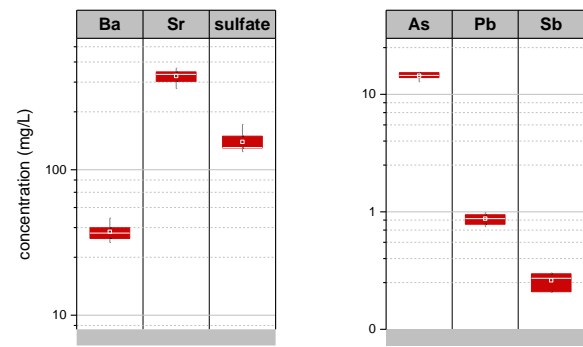 Ba Sr sulfate
concentration (mg/L)
100
10
As Pb Sb
10
1
0